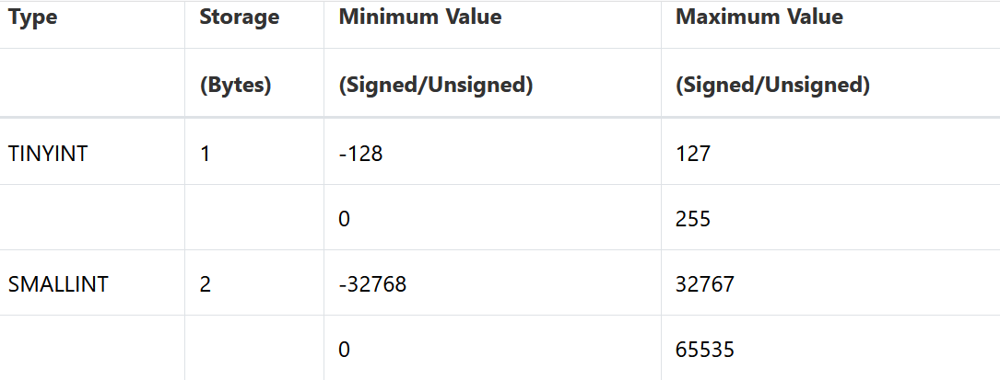 Type Storage Minimum Value Maximum Value
(Bytes) (Signed/Unsigned) (Signed/Unsigned)
TINYINT 1 -128 127
0 255
SMALLINT 2 -32768 32767
0 65535